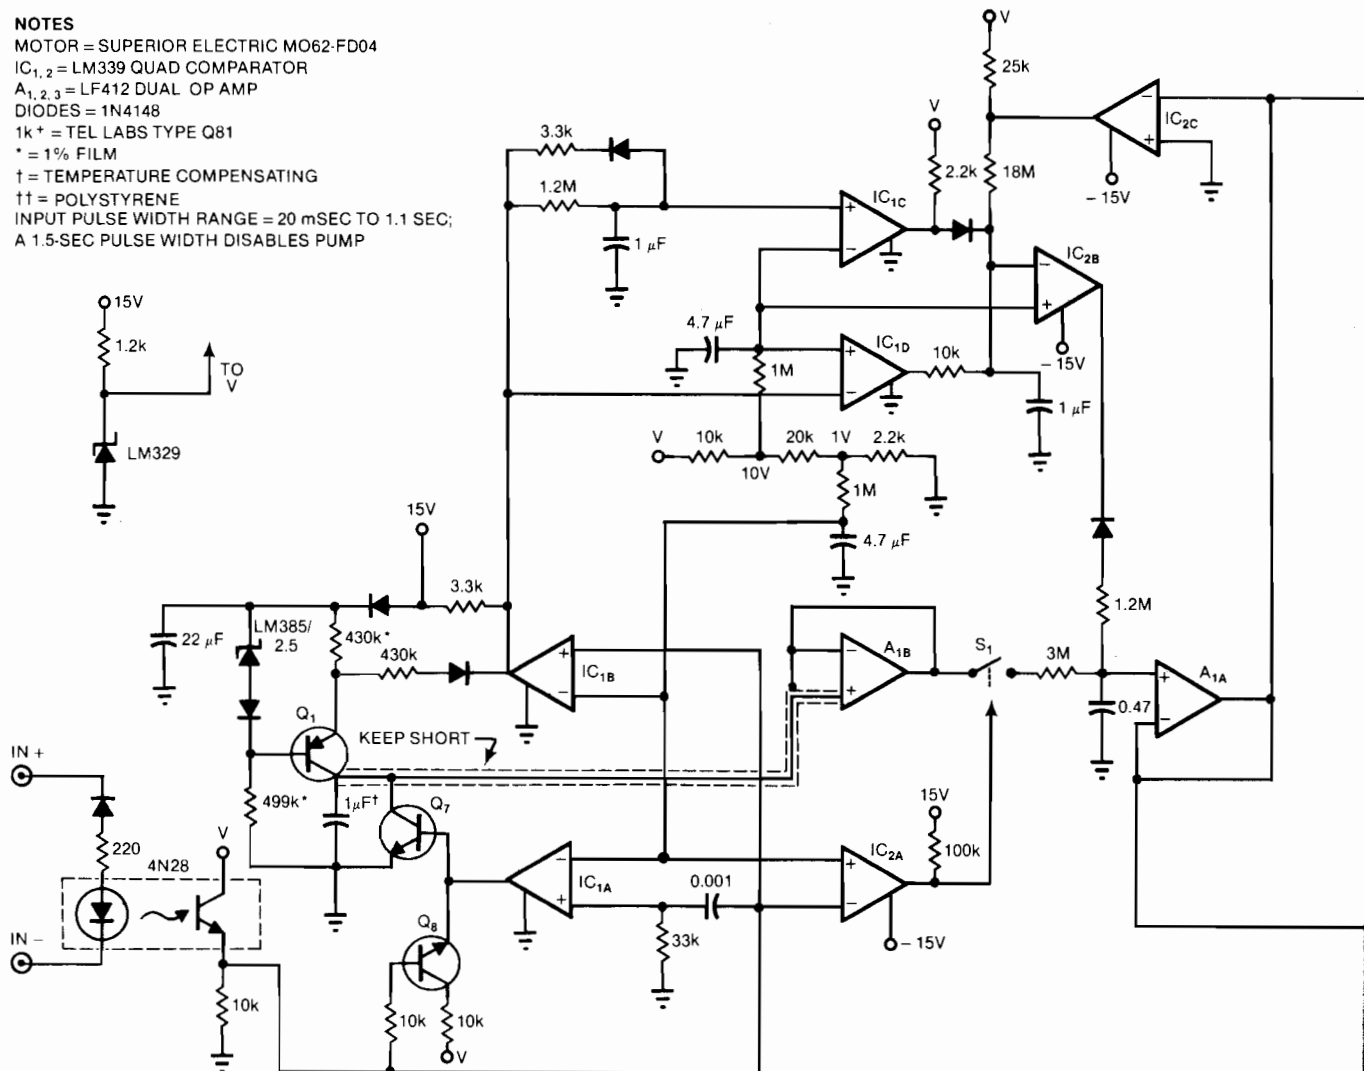 NOTES
MOTOR = SUPERIOR ELECTRIC MO62-FD04
IC1, 2 = LM339 QUAD COMPARATOR
A1, 2, 3 = LF412 DUAL OP AMP
DIODES = 1N4148
1k+ = TEL LABS TYPE Q81
* = 1% FILM
† = TEMPERATURE COMPENSATING
†† = POLYSTYRENE
INPUT PULSE WIDTH RANGE = 20 mSEC TO 1.1 SEC;
A 1.5-SEC PULSE WIDTH DISABLES PUMP
V
25k
IC2C
-
+
-15V
V
2.2k
18M
3.3k
1.2M
1 µF
+
-
IC1C
IC2B
-
+
-15V
4.7 µF
1M
+
-
IC1D
10k
1 µF
15V
1.2k
TO
V
LM329
V
10k
10V
20k
1V
2.2k
1M
4.7 µF
15V
3.3k
22 µF
LM385/
2.5
430k*
430k
+
-
IC1B
-
+
A1B
S1
3M
1.2M
0.47
+
-
A1A
Q1
KEEP SHORT
IN +
499k*
1µF†
Q7
220
4N28
V
IN -
10k
-
+
IC1A
0.001
33k
+
-
IC2A
-15V
15V
100k
Q8
10k
10k
V